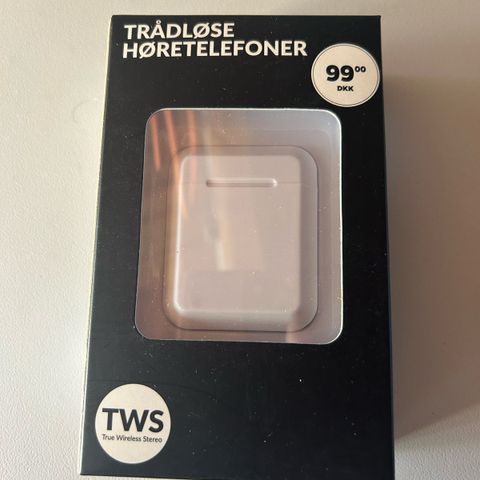 TRÅDLØSE
HØRETELEFONER
99⁰⁰
DKK
TWS
True Wireless Stereo